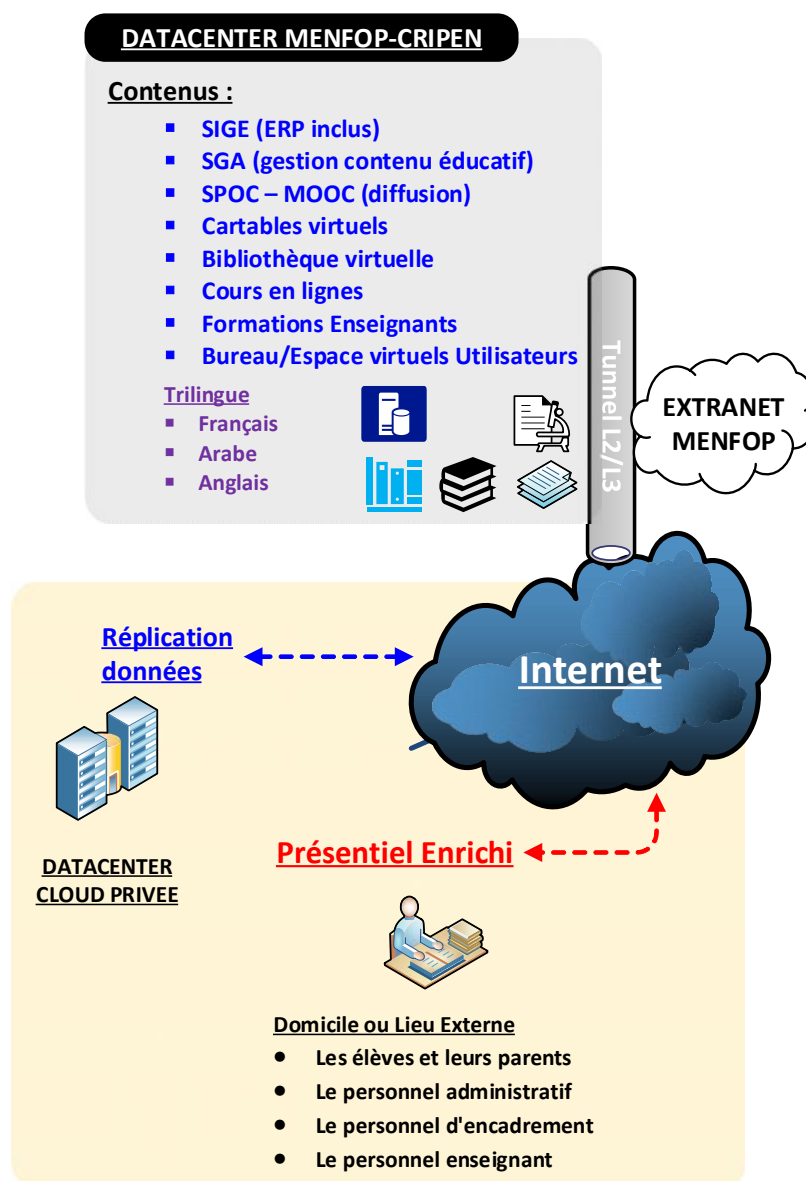 DATACENTER MENFOP-CRIPEN
Contenus :
SIGE (ERP inclus)
SGA (gestion contenu éducatif)
SPOC – MOOC (diffusion)
Cartables virtuels
Bibliothèque virtuelle
Cours en lignes
Formations Enseignants
Bureau/Espace virtuels Utilisateurs
Trilingue
Français
Arabe
Anglais
Tunnel L2/L3
EXTRANET
MENFOP
Réplication
données
Internet
DATACENTER
CLOUD PRIVEE
Présentiel Enrichi
Domicile ou Lieu Externe
Les élèves et leurs parents
Le personnel administratif
Le personnel d'encadrement
Le personnel enseignant